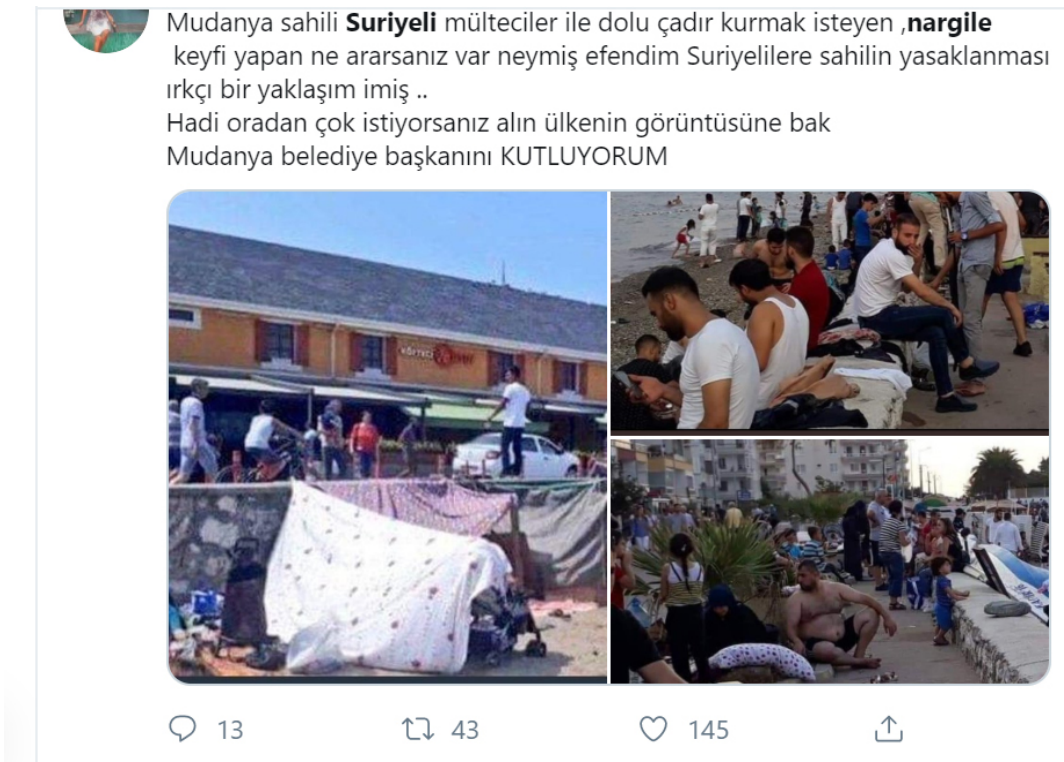 Mudanya sahili Suriyeli mülteciler ile dolu çadır kurmak isteyen ,nargile
keyfi yapan ne ararsanız var neymiş efendim Suriyelilere sahilin yasaklanması
ırkçı bir yaklaşım imiş ..
Hadi oradan çok istiyorsanız alın ülkenin görüntüsüne bak
Mudanya belediye başkanını KUTLUYORUM
KÖFTECİ
13
43
145